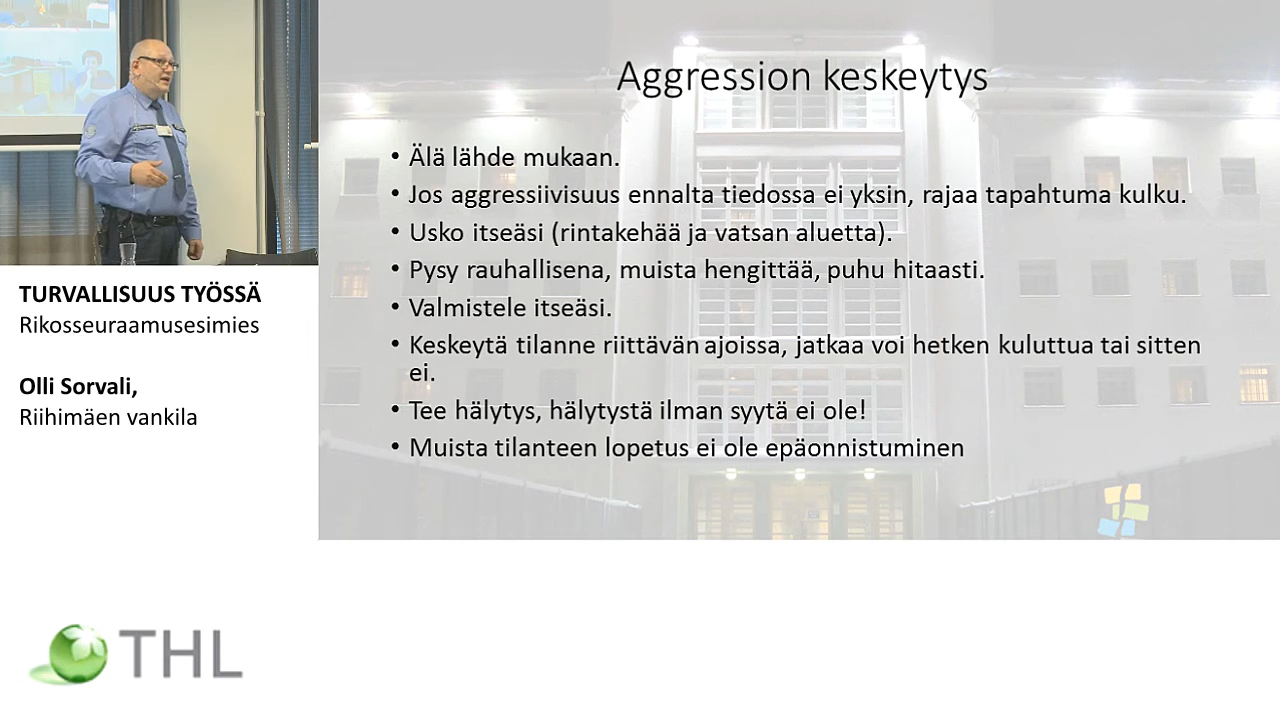 Aggression keskeytys
• Älä lähde mukaan.
• Jos aggressiivisuus ennalta tiedossa ei yksin, rajaa tapahtuma kulku.
• Usko itseäsi (rintakehää ja vatsan aluetta).
• Pysy rauhallisena, muista hengittää, puhu hitaasti.
• Valmistele itseäsi.
• Keskeytä tilanne riittävän ajoissa, jatkaa voi hetken kuluttua tai sitten
ei.
• Tee hälytys, hälytystä ilman syytä ei ole!
• Muista tilanteen lopetus ei ole epäonnistuminen
TURVALLISUUS TYÖSSÄ
Rikosseuraamusesimies
Olli Sorvali,
Riihimäen vankila
THL